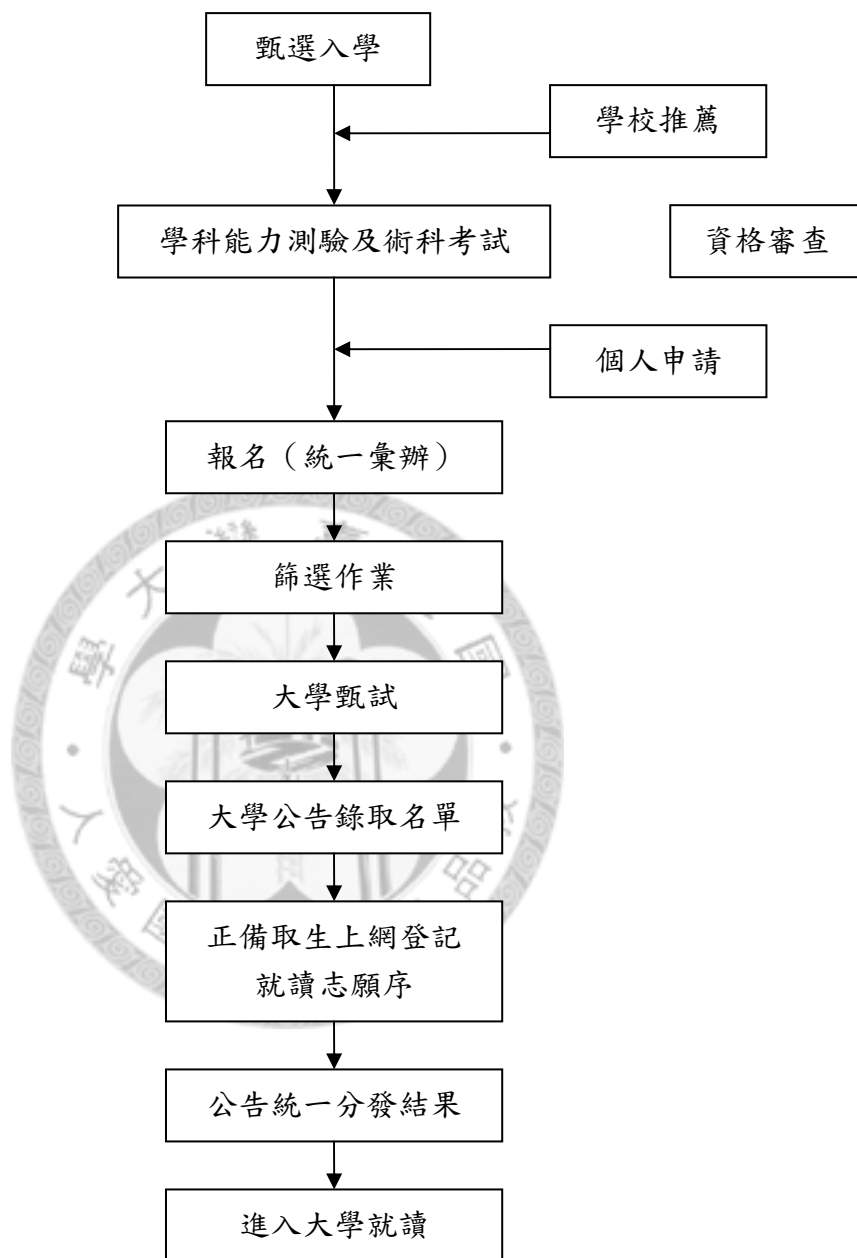 甄選入學
學校推薦
學科能力測驗及術科考試
資格審查
個人申請
報名（統一彙辦）
篩選作業
大學甄試
大學公告錄取名單
正備取生上網登記
就讀志願序
公告統一分發結果
進入大學就讀